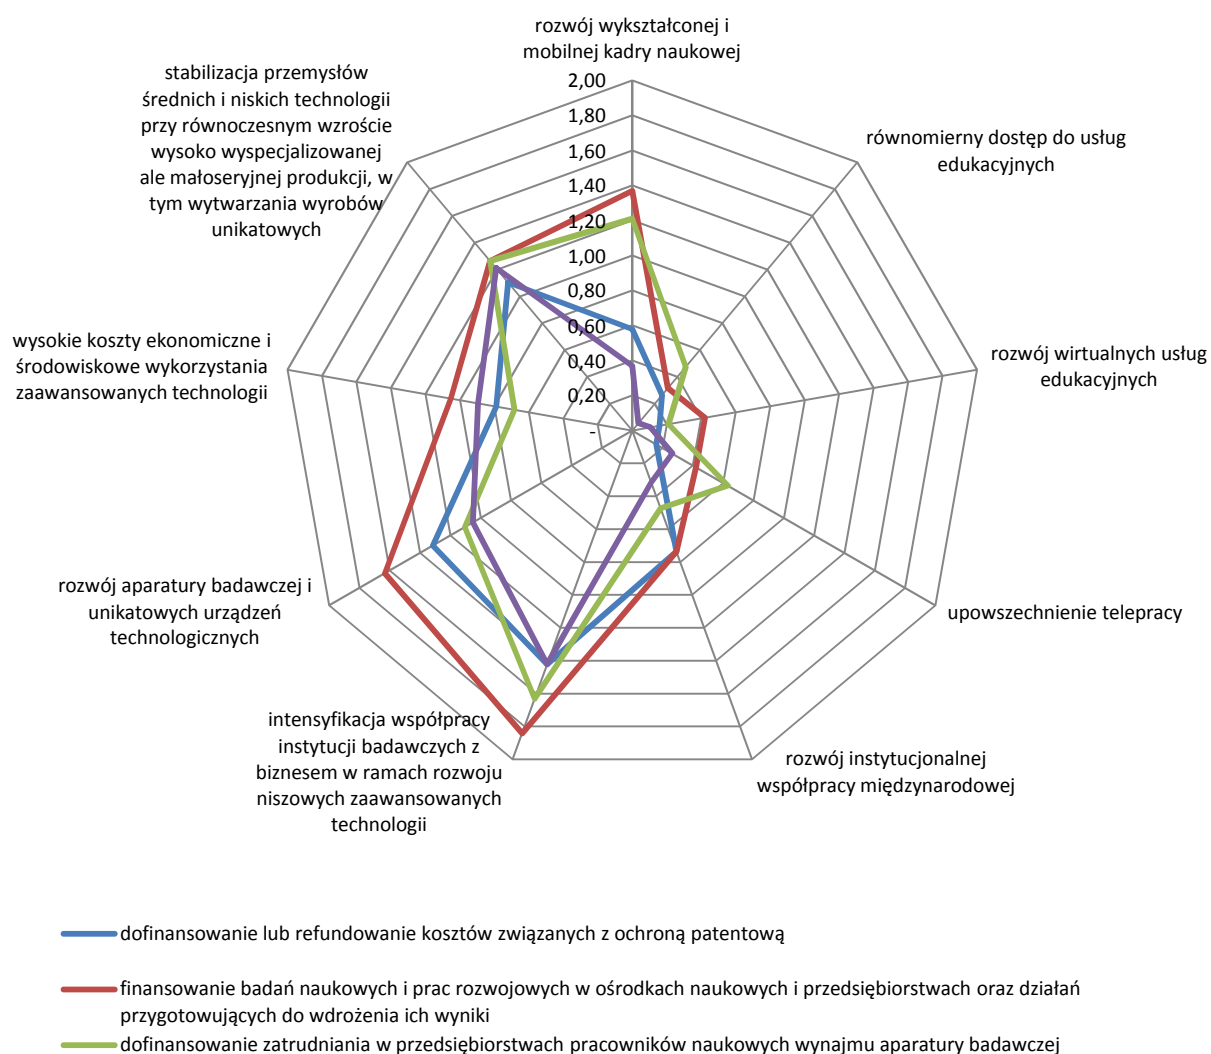 rozwój wykształconej i
mobilnej kadry naukowej
równomierny dostęp do usług
edukacyjnych
rozwój wirtualnych usług
edukacyjnych
upowszechnienie telepracy
rozwój instytucjonalnej
współpracy międzynarodowej
intensyfikacja współpracy
instytucji badawczych z
biznesem w ramach rozwoju
niszowych zaawansowanych
technologii
rozwój aparatury badawczej i
unikatowych urządzeń
technologicznych
wysokie koszty ekonomiczne i
środowiskowe wykorzystania
zaawansowanych technologii
stabilizacja przemysłów
średnich i niskich technologii
przy równoczesnym wzroście
wysoko wyspecjalizowanej
ale małoseryjnej produkcji, w
tym wytwarzania wyrobów
unikatowych
2,00
1,80
1,60
1,40
1,20
1,00
0,80
0,60
0,40
0,20
-
dofinansowanie lub refundowanie kosztów związanych z ochroną patentową
finansowanie badań naukowych i prac rozwojowych w ośrodkach naukowych i przedsiębiorstwach oraz działań
przygotowujących do wdrożenia ich wyniki
dofinansowanie zatrudniania w przedsiębiorstwach pracowników naukowych wynajmu aparatury badawczej